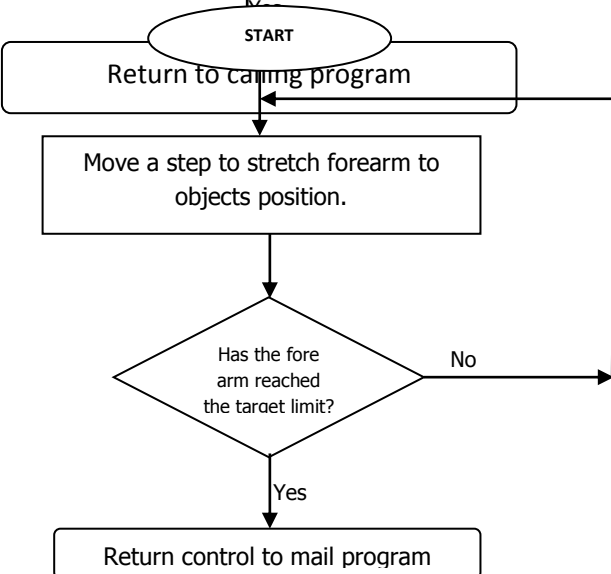 START
Return to calling program
Move a step to stretch forearm to
objects position.
Has the fore
arm reached
the target limit?
No
Yes
Return control to mail program